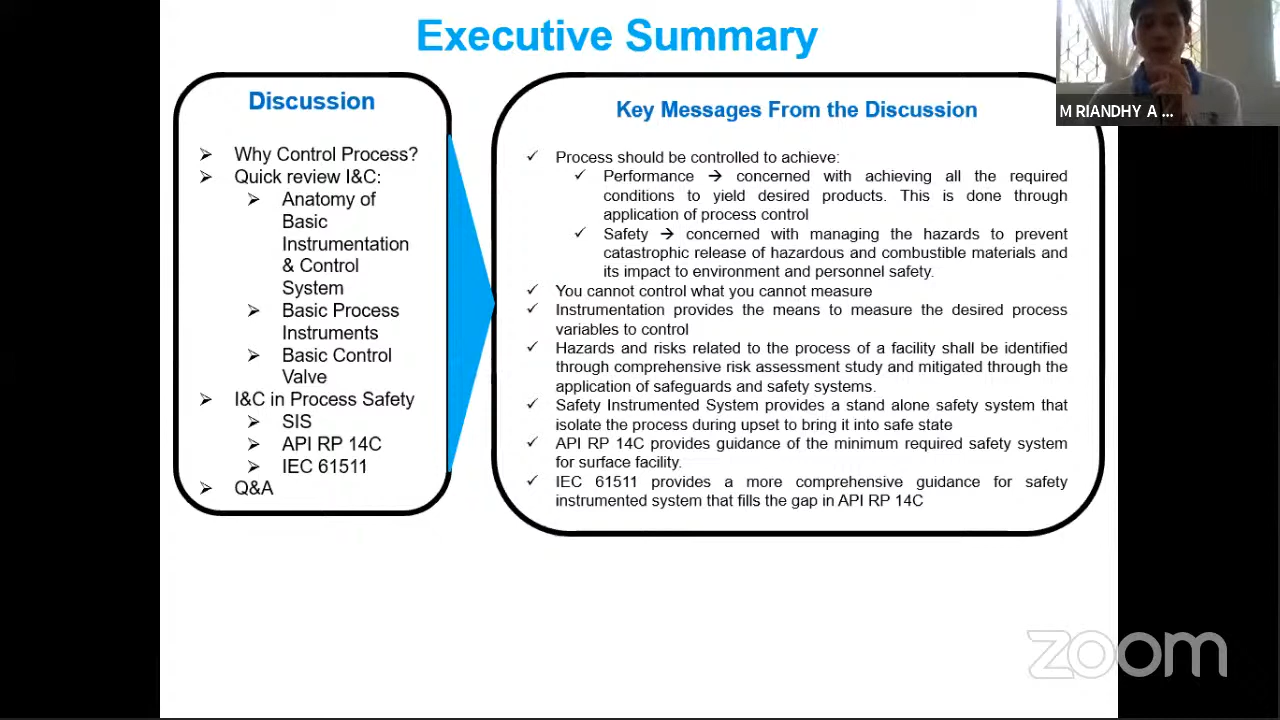 Executive Summary
Discussion
➢ Why Control Process?
➢ Quick review I&C:
➢ Anatomy of
Basic
Instrumentation
& Control
System
➢ Basic Process
Instruments
➢ Basic Control
Valve
➢ I&C in Process Safety
➢ SIS
➢ API RP 14C
➢ IEC 61511
➢ Q&A
Key Messages From the Discussion
✓ Process should be controlled to achieve:
✓ Performance → concerned with achieving all the required
conditions to yield desired products. This is done through
application of process control
✓ Safety → concerned with managing the hazards to prevent
catastrophic release of hazardous and combustible materials and
its impact to environment and personnel safety.
✓ You cannot control what you cannot measure
✓ Instrumentation provides the means to measure the desired process
variables to control
✓ Hazards and risks related to the process of a facility shall be identified
through comprehensive risk assessment study and mitigated through the
application of safeguards and safety systems.
✓ Safety Instrumented System provides a stand alone safety system that
isolate the process during upset to bring it into safe state
✓ API RP 14C provides guidance of the minimum required safety system
for surface facility.
✓ IEC 61511 provides a more comprehensive guidance for safety
instrumented system that fills the gap in API RP 14C
M RIANDHY A ...
zoom